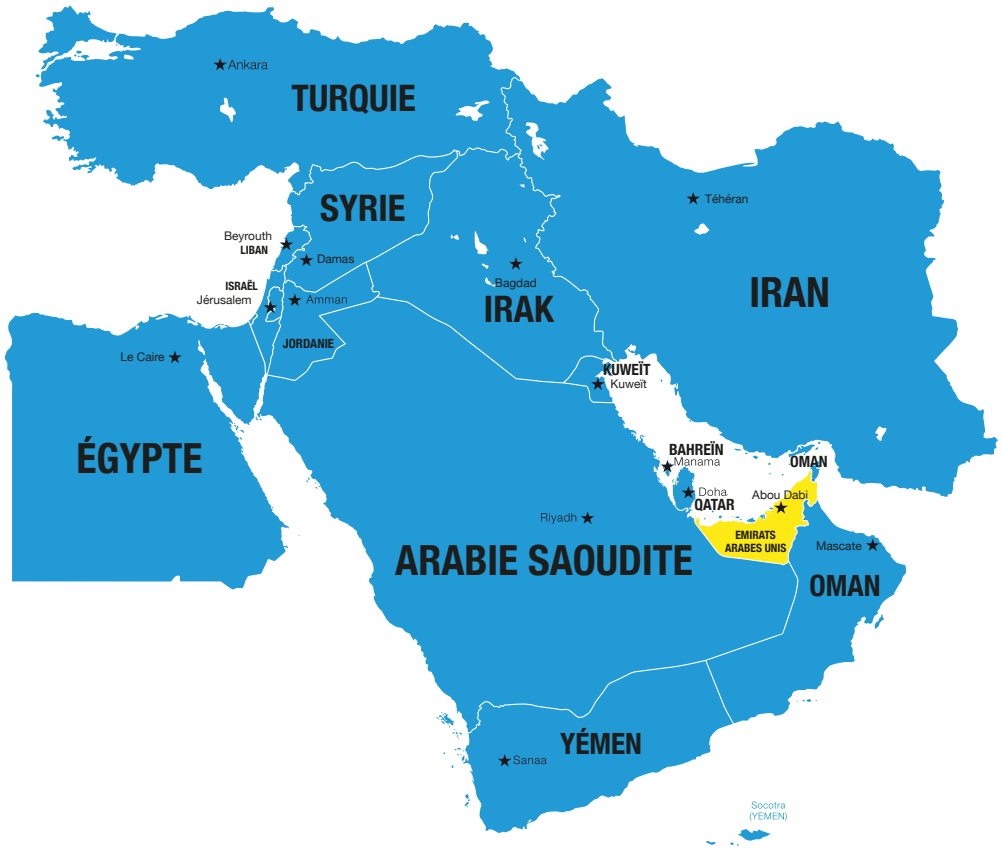 Ankara
TURQUIE
SYRIE
Téhéran
Beyrouth
LIBAN
Damas
Bagdad
IRAK
IRAN
ISRAËL
Jérusalem
Amman
JORDANIE
Le Caire
KUWEÏT
Kuweït
ÉGYPTE
BAHREÏN
Manama
OMAN
Doha
QATAR
Abou Dabi
Riyadh
EMIRATS
ARABES UNIS
Mascate
ARABIE SAOUDITE
OMAN
YÉMEN
Sanaa
Socotra
(YEMEN)